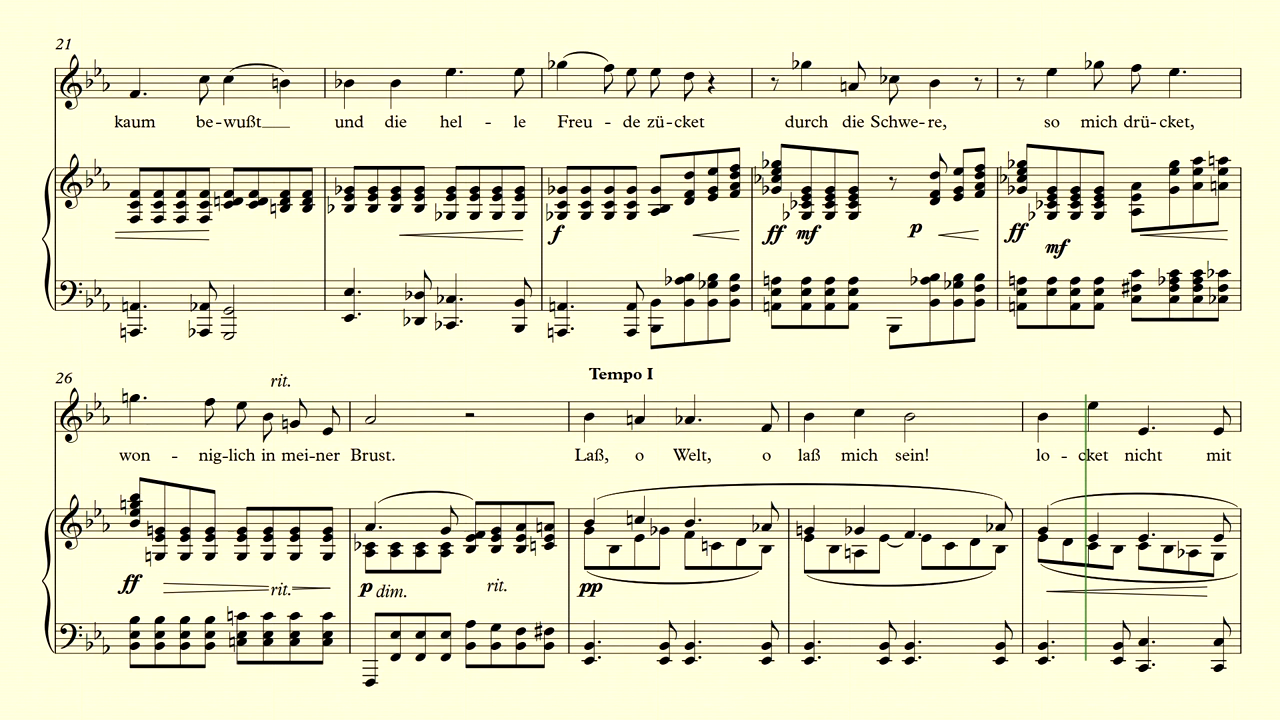 21
kaum be-wußt__ und die hel - le Freu - de zü-cket durch die Schwe-re, so mich drü-cket,
f ff mf p ff mf
26 rit. Tempo I
won - nig-lich in mei-ner Brust. Laß, o Welt, o laß mich sein! lo - cket nicht mit
ff rit. p dim. rit. pp